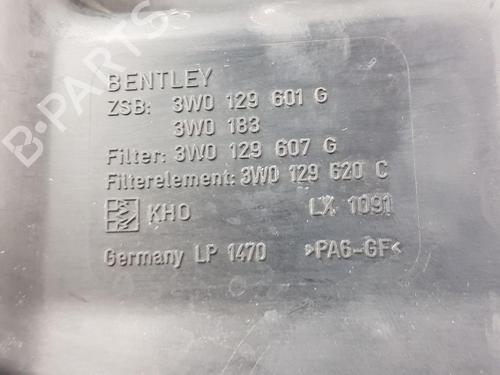 BENTLEY
ZSB: 3W0 129 601 G
3W0 183
Filter: 3W0 129 607 G
Filterelement: 3W0 129 620 C
KHO LX 1091
Germany LP 1470 >PA6-GF<
B-PARTS